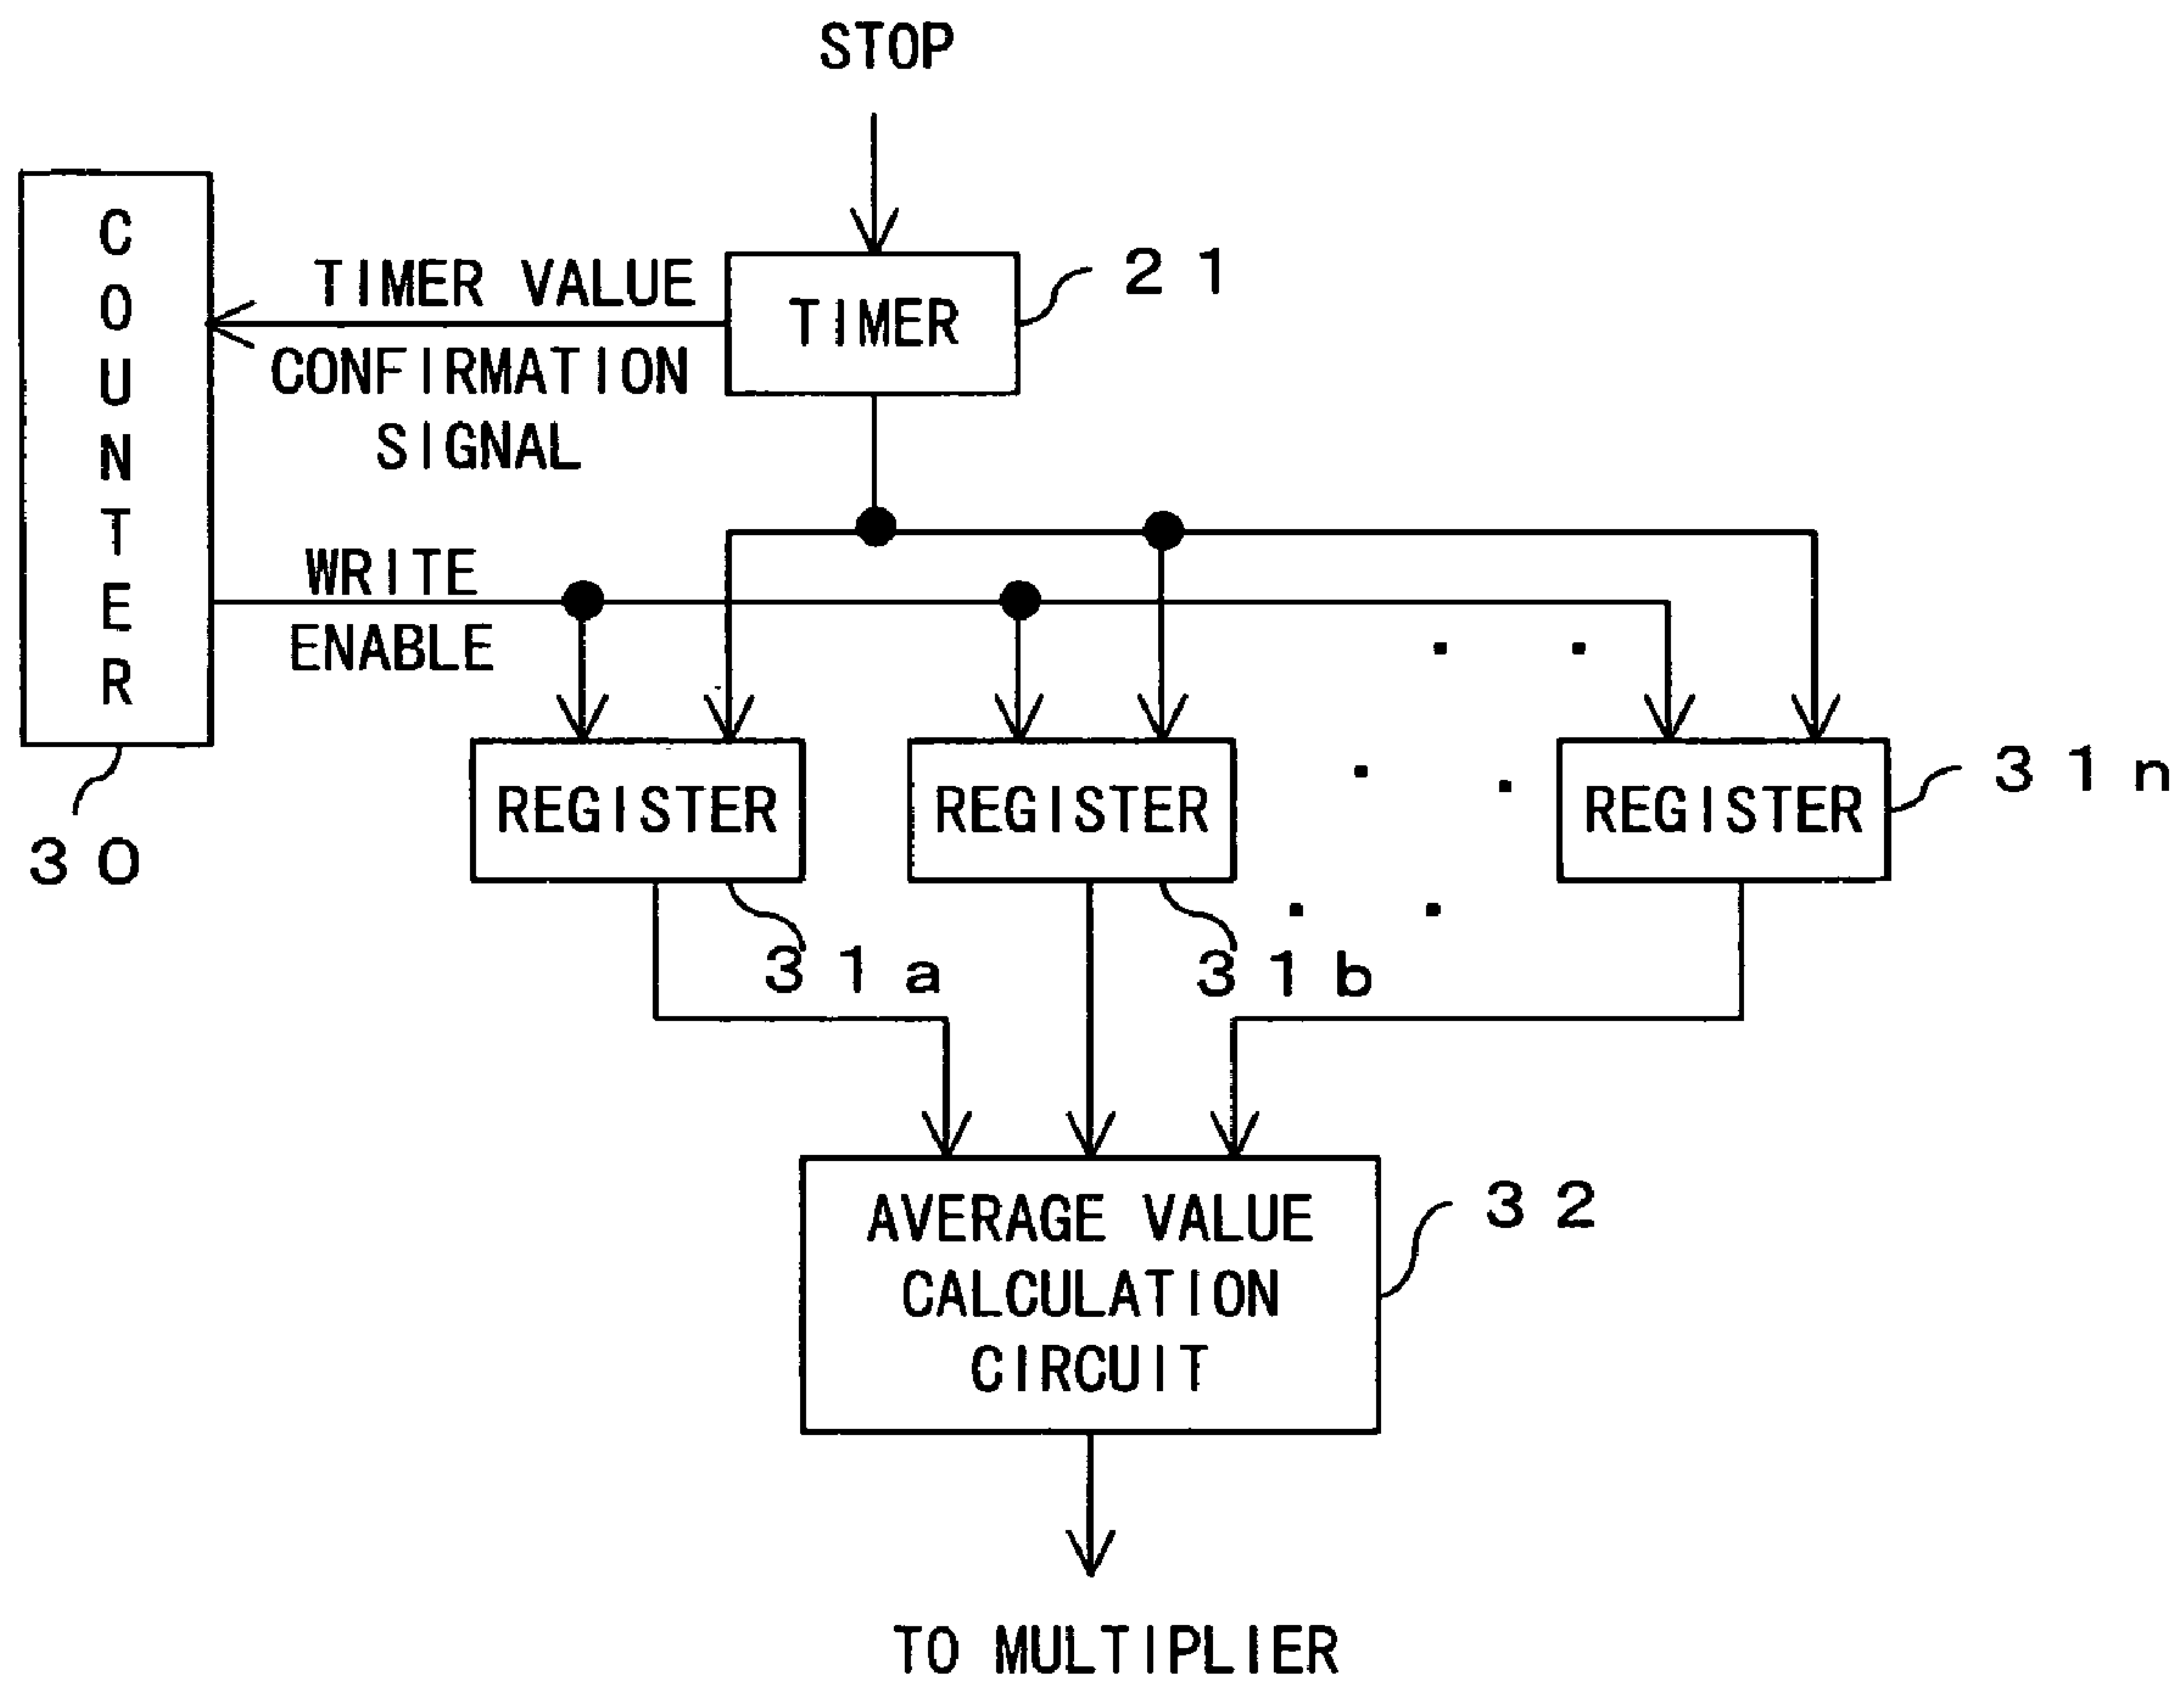 STOP
COUNTER
TIMER VALUE
CONFIRMATION
SIGNAL
TIMER
21
WRITE
ENABLE
30
REGISTER
REGISTER
REGISTER
31n
31a
31b
AVERAGE VALUE
CALCULATION
CIRCUIT
32
TO MULTIPLIER